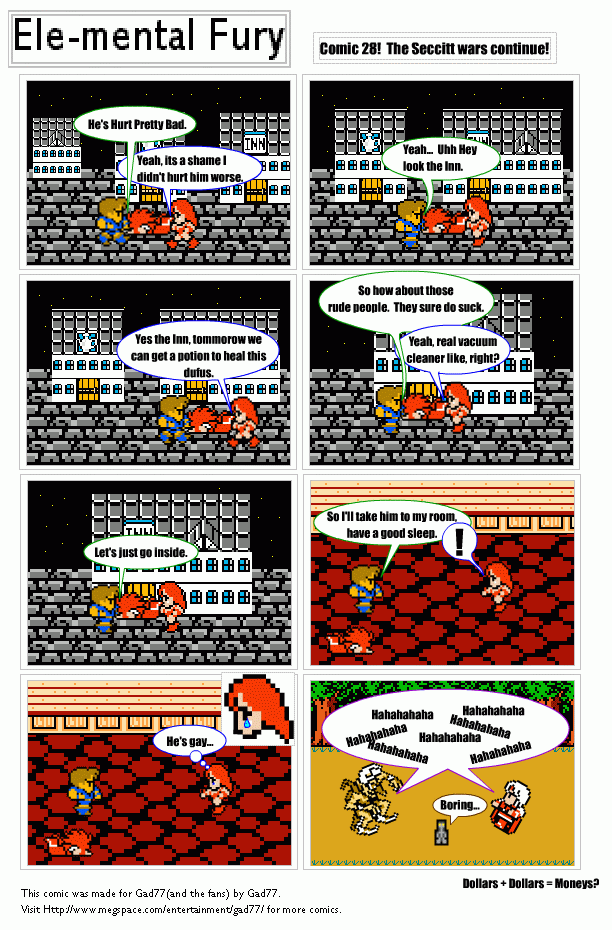 Ele-mental Fury
Comic 28!  The Seccitt wars continue!
He's Hurt Pretty Bad.
Yeah, its a shame I
didn't hurt him worse.
INN
Yeah...  Uhh Hey
look the Inn.
Yes the Inn, tommorow we
can get a potion to heal this
dufus.
So how about those
rude people.  They sure do suck.
Yeah, real vacuum
cleaner like, right?
Let's just go inside.
So I'll take him to my room,
have a good sleep.
!
He's gay...
Hahahahaha
Hahahahaha
Hahahahaha
Hahahahaha
Hahahahaha
Hahahahaha
Hahahahaha
Boring...
Dollars + Dollars = Moneys?
This comic was made for Gad77(and the fans) by Gad77.
Visit Http://www.megspace.com/entertainment/gad77/ for more comics.